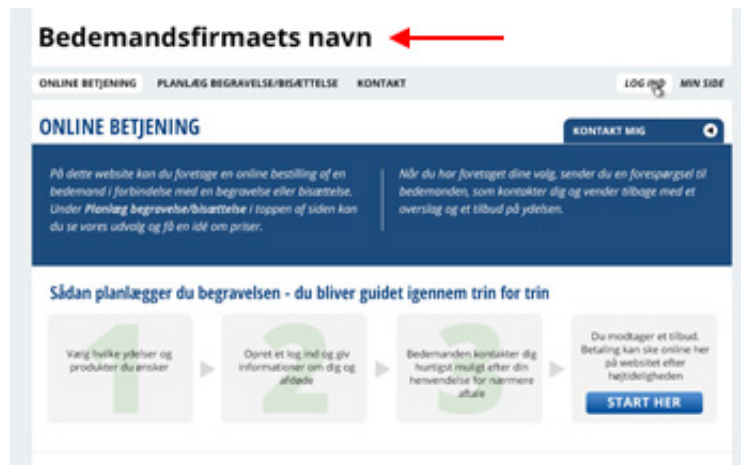 Bedemandsfirmaets navn
ONLINE BETJENING PLANLÆG BEGRAVELSE/BISÆTTELSE KONTAKT LOG IND MIN SIDE
ONLINE BETJENING
KONTAKT MIG
På dette website kan du foretage en online bestilling af en
bedemand i forbindelse med en begravelse eller bisættelse.
Under Planlæg begravelse/bisættelse i toppen af siden kan
du se vores udvalg og få en idé om priser.
Når du har foretaget dine valg, sender du en forespørgsel til
bedemanden, som kontakter dig og vender tilbage med et
overslag og et tilbud på ydelsen.
Sådan planlægger du begravelsen - du bliver guidet igennem trin for trin
1
Vælg hvilke ydelser og
produkter du ønsker
2
Opret et log ind og giv
informationer om dig og
afdøde
3
Bedemanden kontakter dig
hurtigst muligt efter din
henvendelse for nærmere
aftale
Du modtager et tilbud.
Betaling kan ske online her
på websitet efter
højtideligheden
START HER